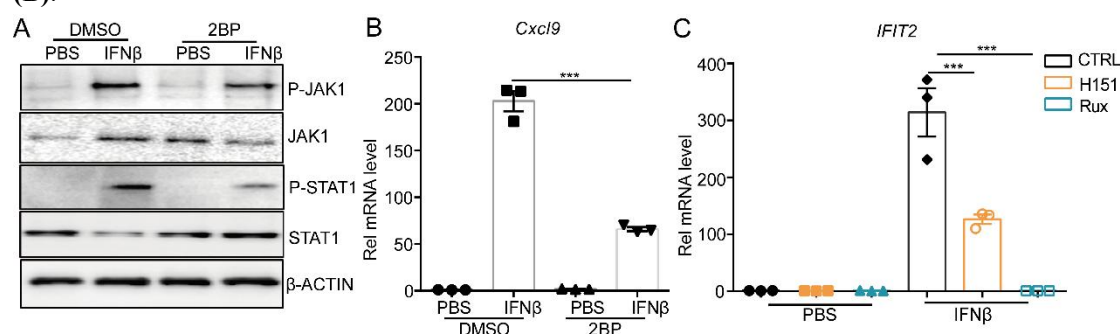 A
DMSO 2BP
PBS IFNβ PBS IFNβ
P-JAK1
JAK1
P-STAT1
STAT1
β-ACTIN
B
Cxcl9
Rel mRNA level
250
200
150
100
50
0
***
PBS IFNβ PBS IFNβ
DMSO 2BP
C
IFIT2
Rel mRNA level
400
300
200
100
0
***
***
PBS IFNβ
CTRL
H151
Rux